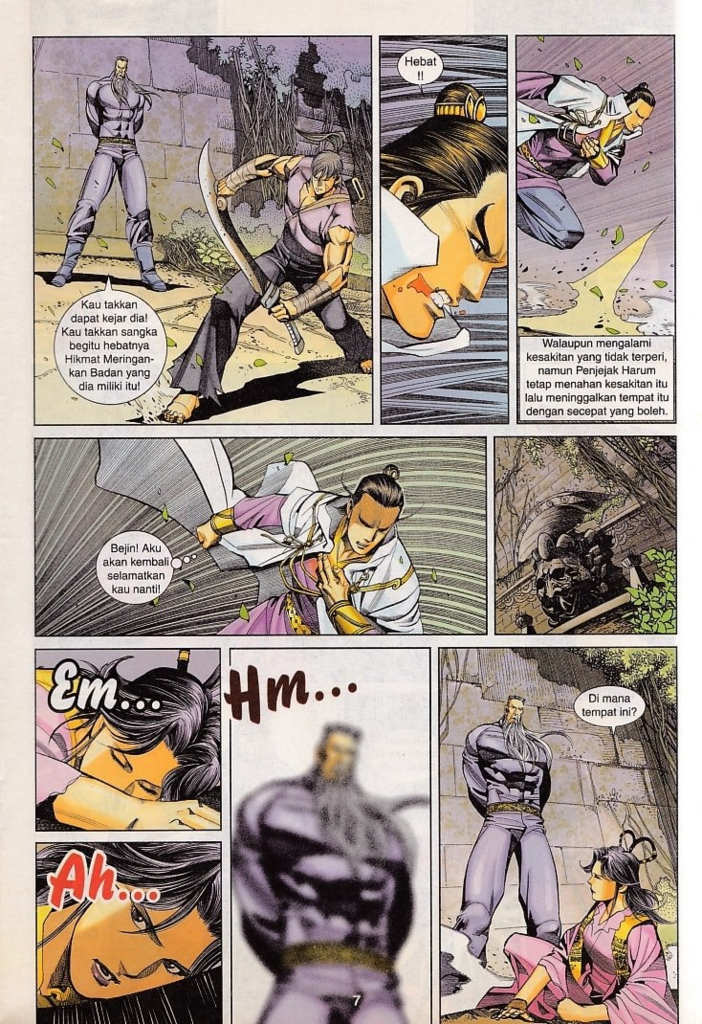 Kau takkan
dapat kejar dia!
Kau takkan sangka
begitu hebatnya
Hikmat Meringan-
kan Badan yang
dia miliki itu!
Hebat
!!
Walaupun mengalami
kesakitan yang tidak terperi,
namun Penjejak Harum
tetap menahan kesakitan itu
lalu meninggalkan tempat itu
dengan secepat yang boleh.
Bejin! Aku
akan kembali
selamatkan
kau nanti!
Em...
Ah...
Hm...
Di mana
tempat ini?
7